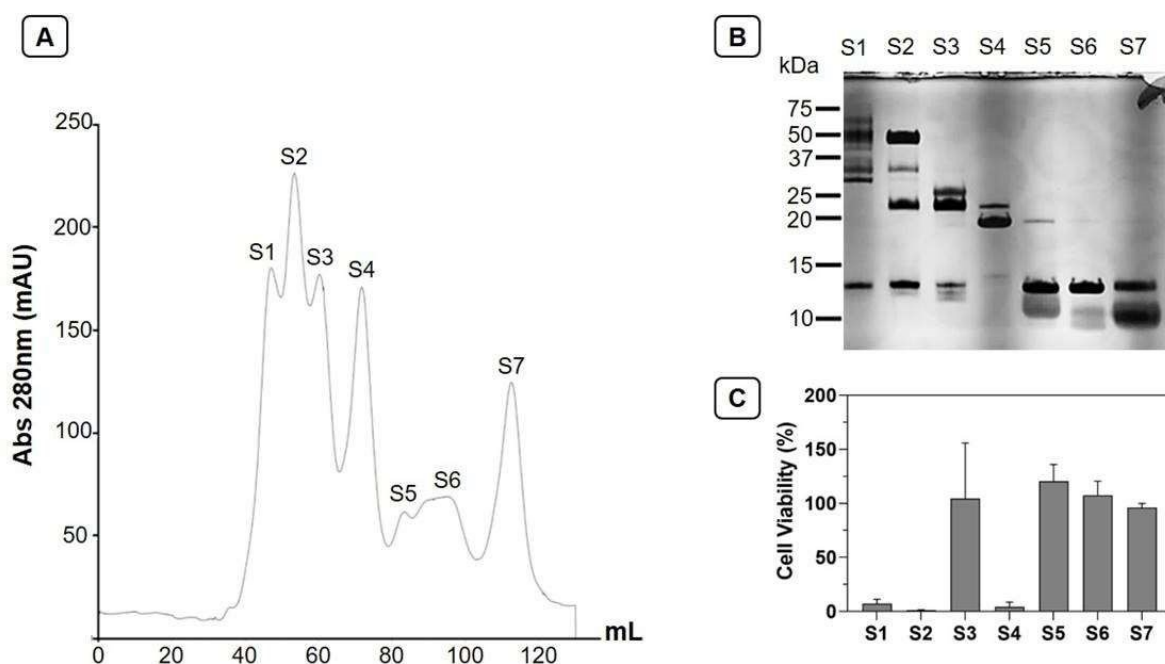 A
Abs 280nm (mAU)
250
200
150
100
50
S1
S2
S3
S4
S5
S6
S7
0 20 40 60 80 100 120
mL
B
S1 S2 S3 S4 S5 S6 S7
kDa
75
50
37
25
20
15
10
C
Cell Viability (%)
200
150
100
50
0
S1 S2 S3 S4 S5 S6 S7